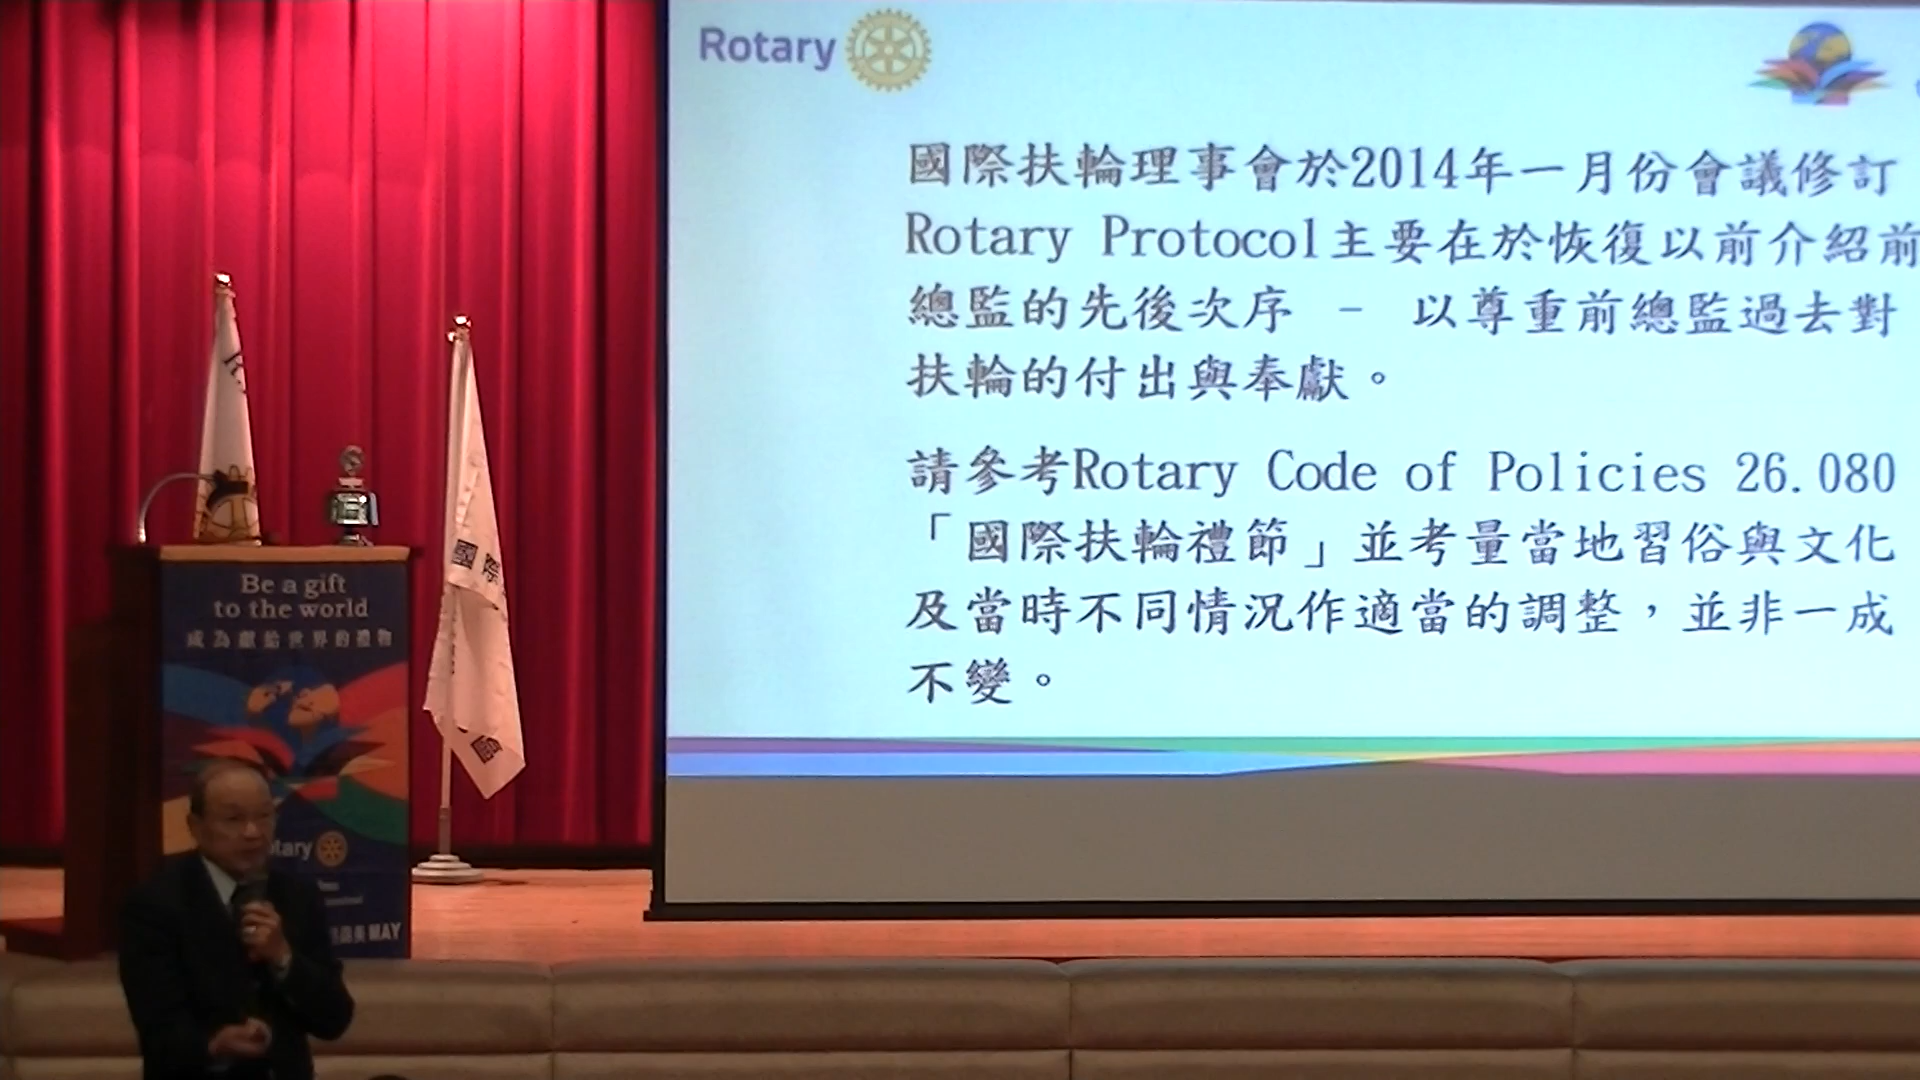 Rotary
國際扶輪理事會於2014年一月份會議修訂
Rotary Protocol主要在於恢復以前介紹前
總監的先後次序 – 以尊重前總監過去對
扶輪的付出與奉獻。
請參考Rotary Code of Policies 26.080
「國際扶輪禮節」並考量當地習俗與文化
及當時不同情況作適當的調整，並非一成
不變。
國際
Be a gift
to the world
成為獻給世界的禮物
otary
MAY